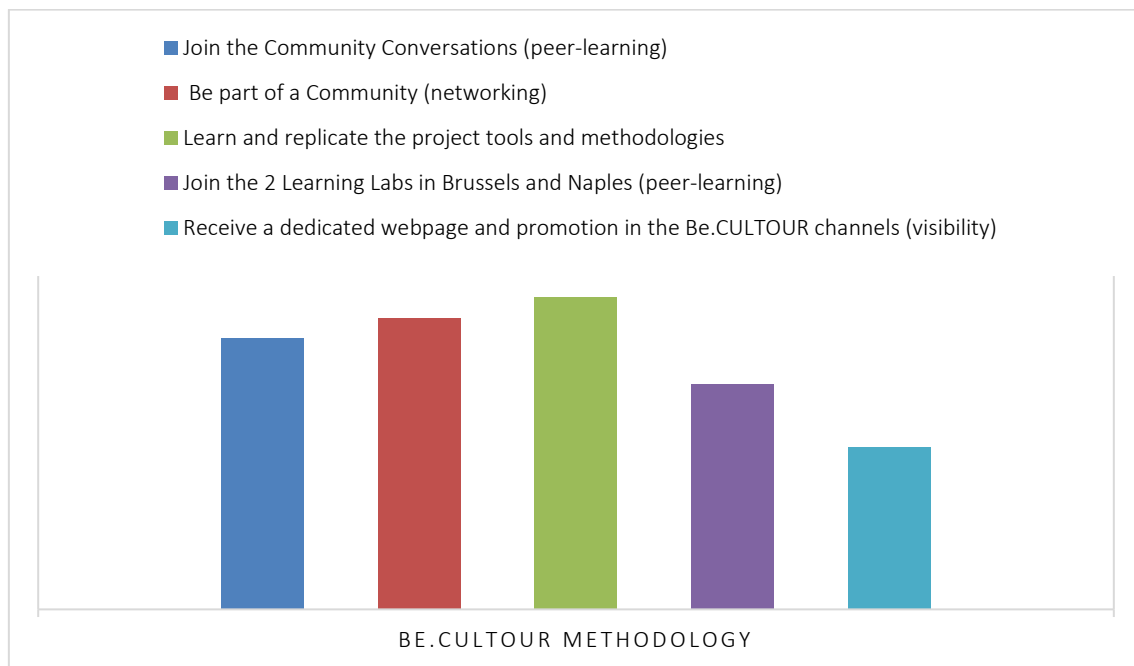 Join the Community Conversations (peer-learning)
Be part of a Community (networking)
Learn and replicate the project tools and methodologies
Join the 2 Learning Labs in Brussels and Naples (peer-learning)
Receive a dedicated webpage and promotion in the Be.CULTOUR channels (visibility)
BE.CULTOUR METHODOLOGY